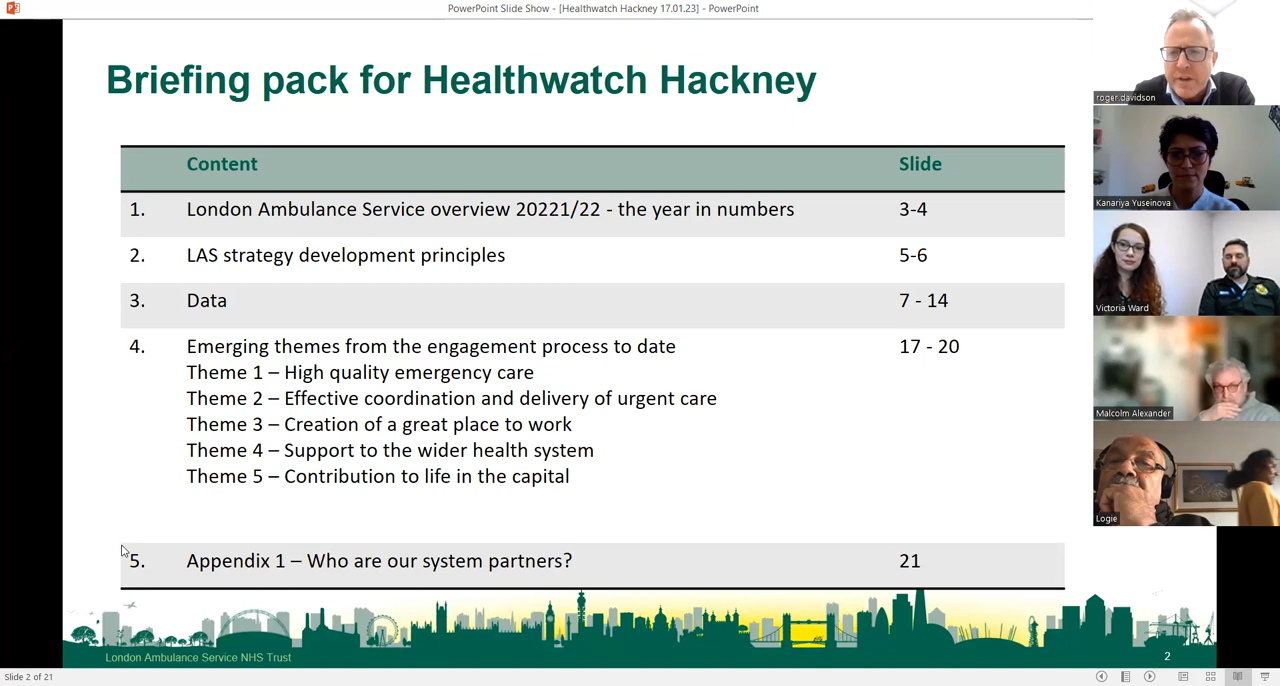 PowerPoint Slide Show - [Healthwatch Hackney 17.01.23] - PowerPoint
Briefing pack for Healthwatch Hackney
Content Slide
1. London Ambulance Service overview 20221/22 - the year in numbers 3-4
2. LAS strategy development principles 5-6
3. Data 7 - 14
4. Emerging themes from the engagement process to date 17 - 20
Theme 1 – High quality emergency care
Theme 2 – Effective coordination and delivery of urgent care
Theme 3 – Creation of a great place to work
Theme 4 – Support to the wider health system
Theme 5 – Contribution to life in the capital
5. Appendix 1 – Who are our system partners? 21
London Ambulance Service NHS Trust
2
Slide 2 of 21
roger.davidson
Kanariya Yuseinova
Victoria Ward
Malcolm Alexander
Logie